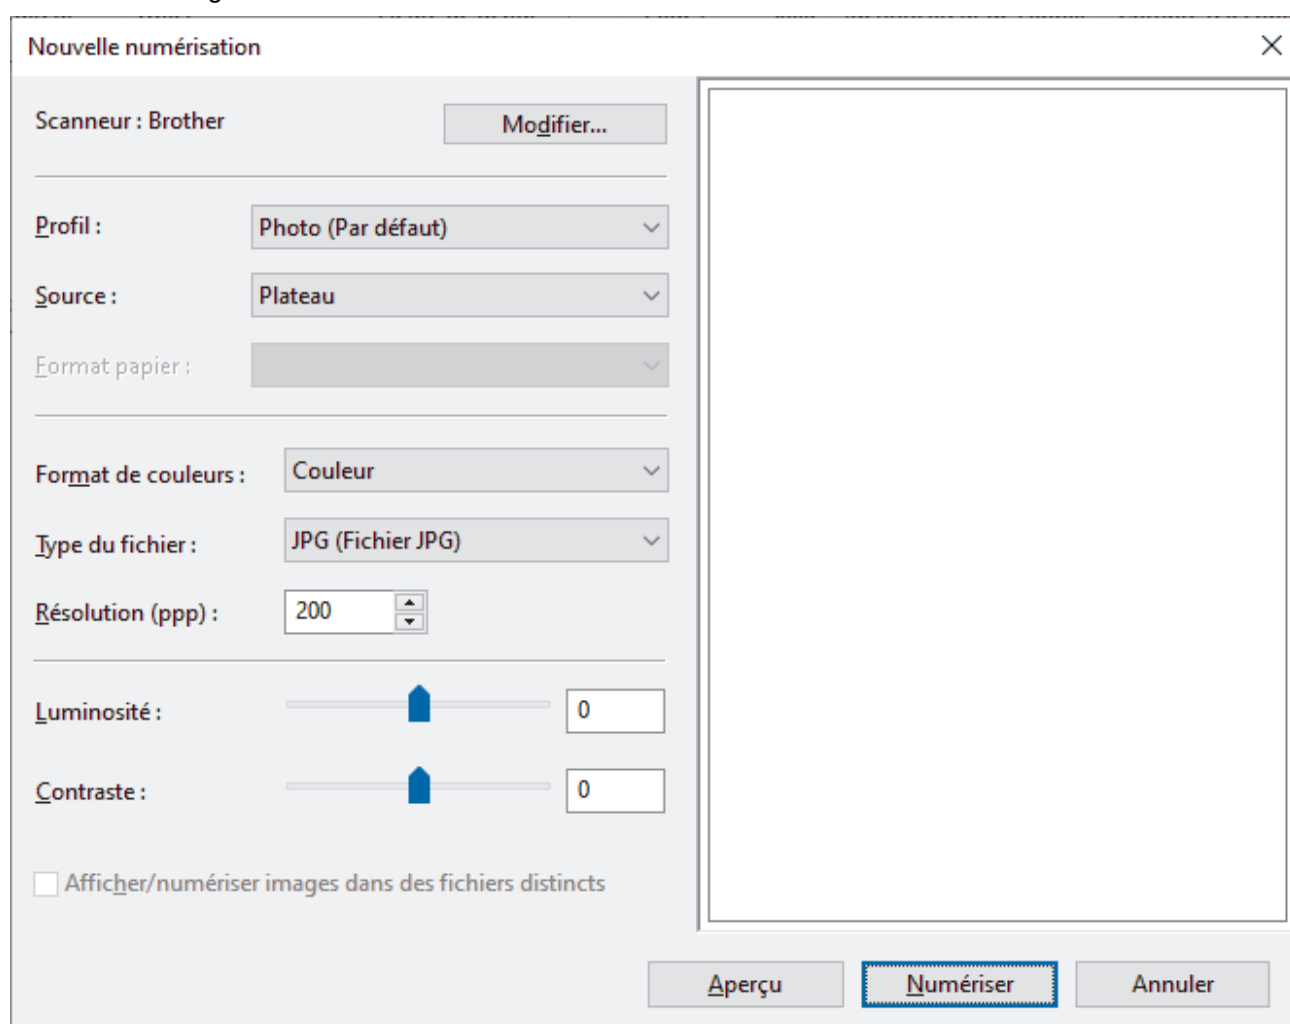 Nouvelle numérisation
Scanneur : Brother
Modifier...
Profil :
Photo (Par défaut)
Source :
Plateau
Format papier :
Format de couleurs :
Couleur
Type du fichier :
JPG (Fichier JPG)
Résolution (ppp) :
200
Luminosité :
0
Contraste :
0
Afficher/numériser images dans des fichiers distincts
Aperçu
Numériser
Annuler